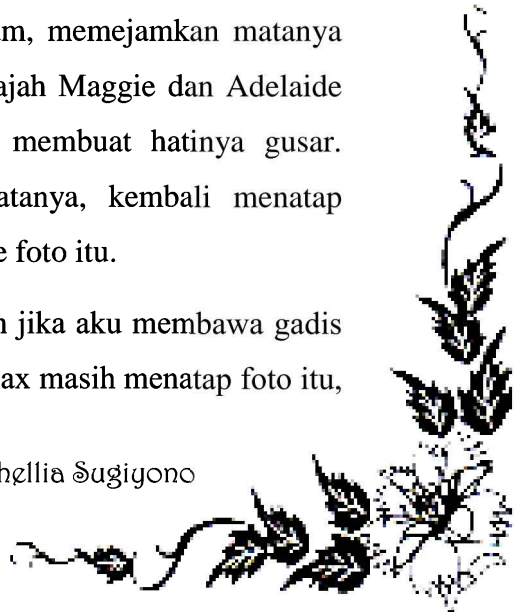 um, memejamkan matanya
ajah Maggie dan Adelaide
membuat hatinya gusar.
atanya, kembali menatap
e foto itu.
n jika aku membawa gadis
ax masih menatap foto itu,
hellia Sugiyono